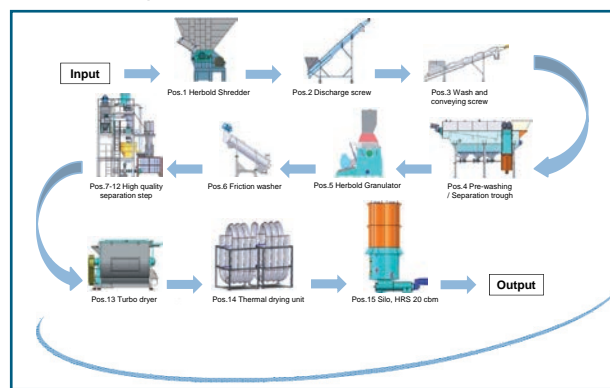 Input
Pos.1 Herbold Shredder
Pos.2 Discharge screw
Pos.3 Wash and
conveying screw
Pos.4 Pre-washing
/ Separation trough
Pos.5 Herbold Granulator
Pos.6 Friction washer
Pos.7-12 High quality
separation step
Pos.13 Turbo dryer
Pos.14 Thermal drying unit
Pos.15 Silo, HRS 20 cbm
Output